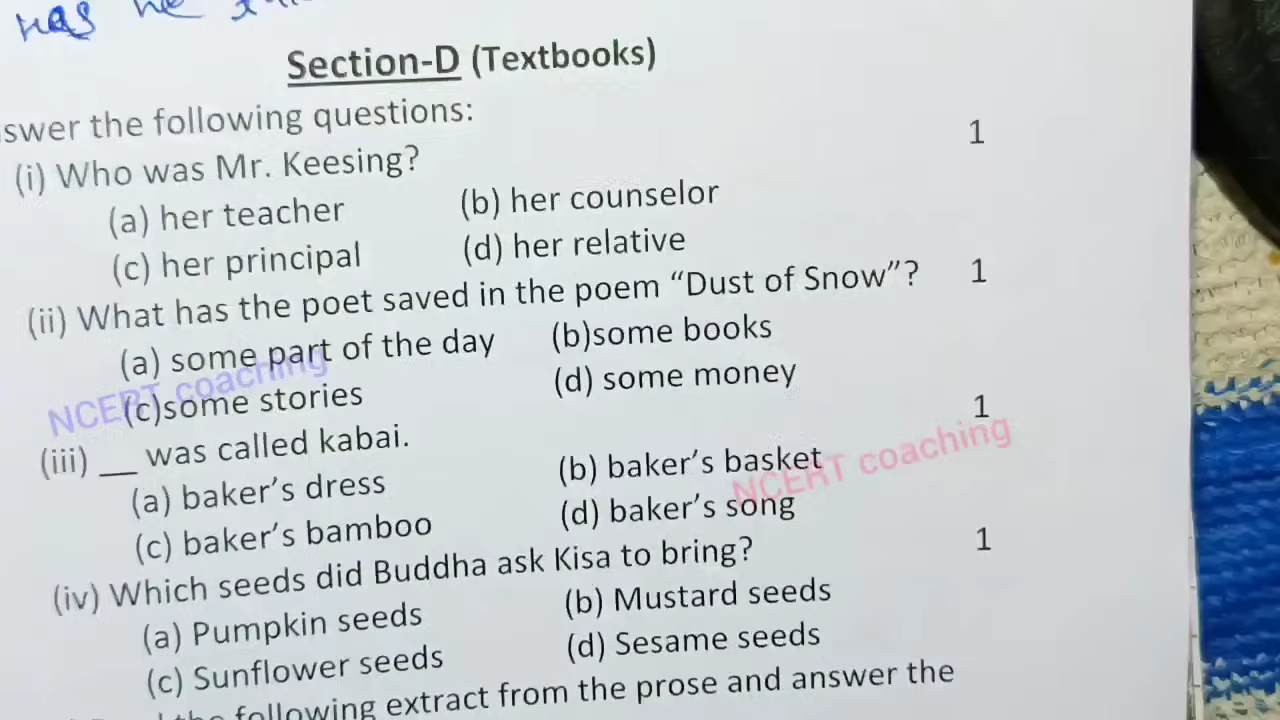 has he
Section-D (Textbooks)
swer the following questions:
(i) Who was Mr. Keesing? 1
(a) her teacher (b) her counselor
(c) her principal (d) her relative
(ii) What has the poet saved in the poem “Dust of Snow”? 1
(a) some part of the day (b)some books
(c)some stories (d) some money
NCERT coaching
(iii) __ was called kabai. 1
(a) baker’s dress (b) baker’s basket
NCERT coaching
(c) baker’s bamboo (d) baker’s song
(iv) Which seeds did Buddha ask Kisa to bring? 1
(a) Pumpkin seeds (b) Mustard seeds
(c) Sunflower seeds (d) Sesame seeds
the following extract from the prose and answer the